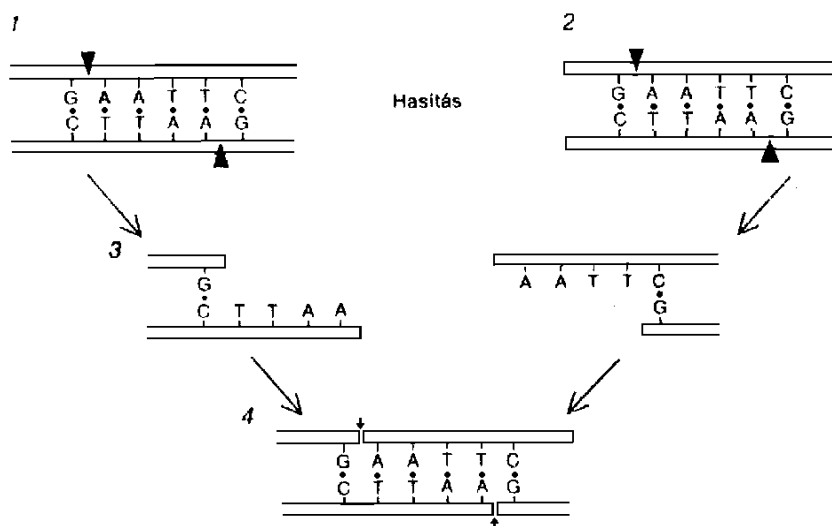 1 2
G A A T T C
C T T A A G
Hasítás
G A A T T C
C T T A A G
3
G
C T T A A
A A T T C
G
4
G A A T T C
C T T A A G